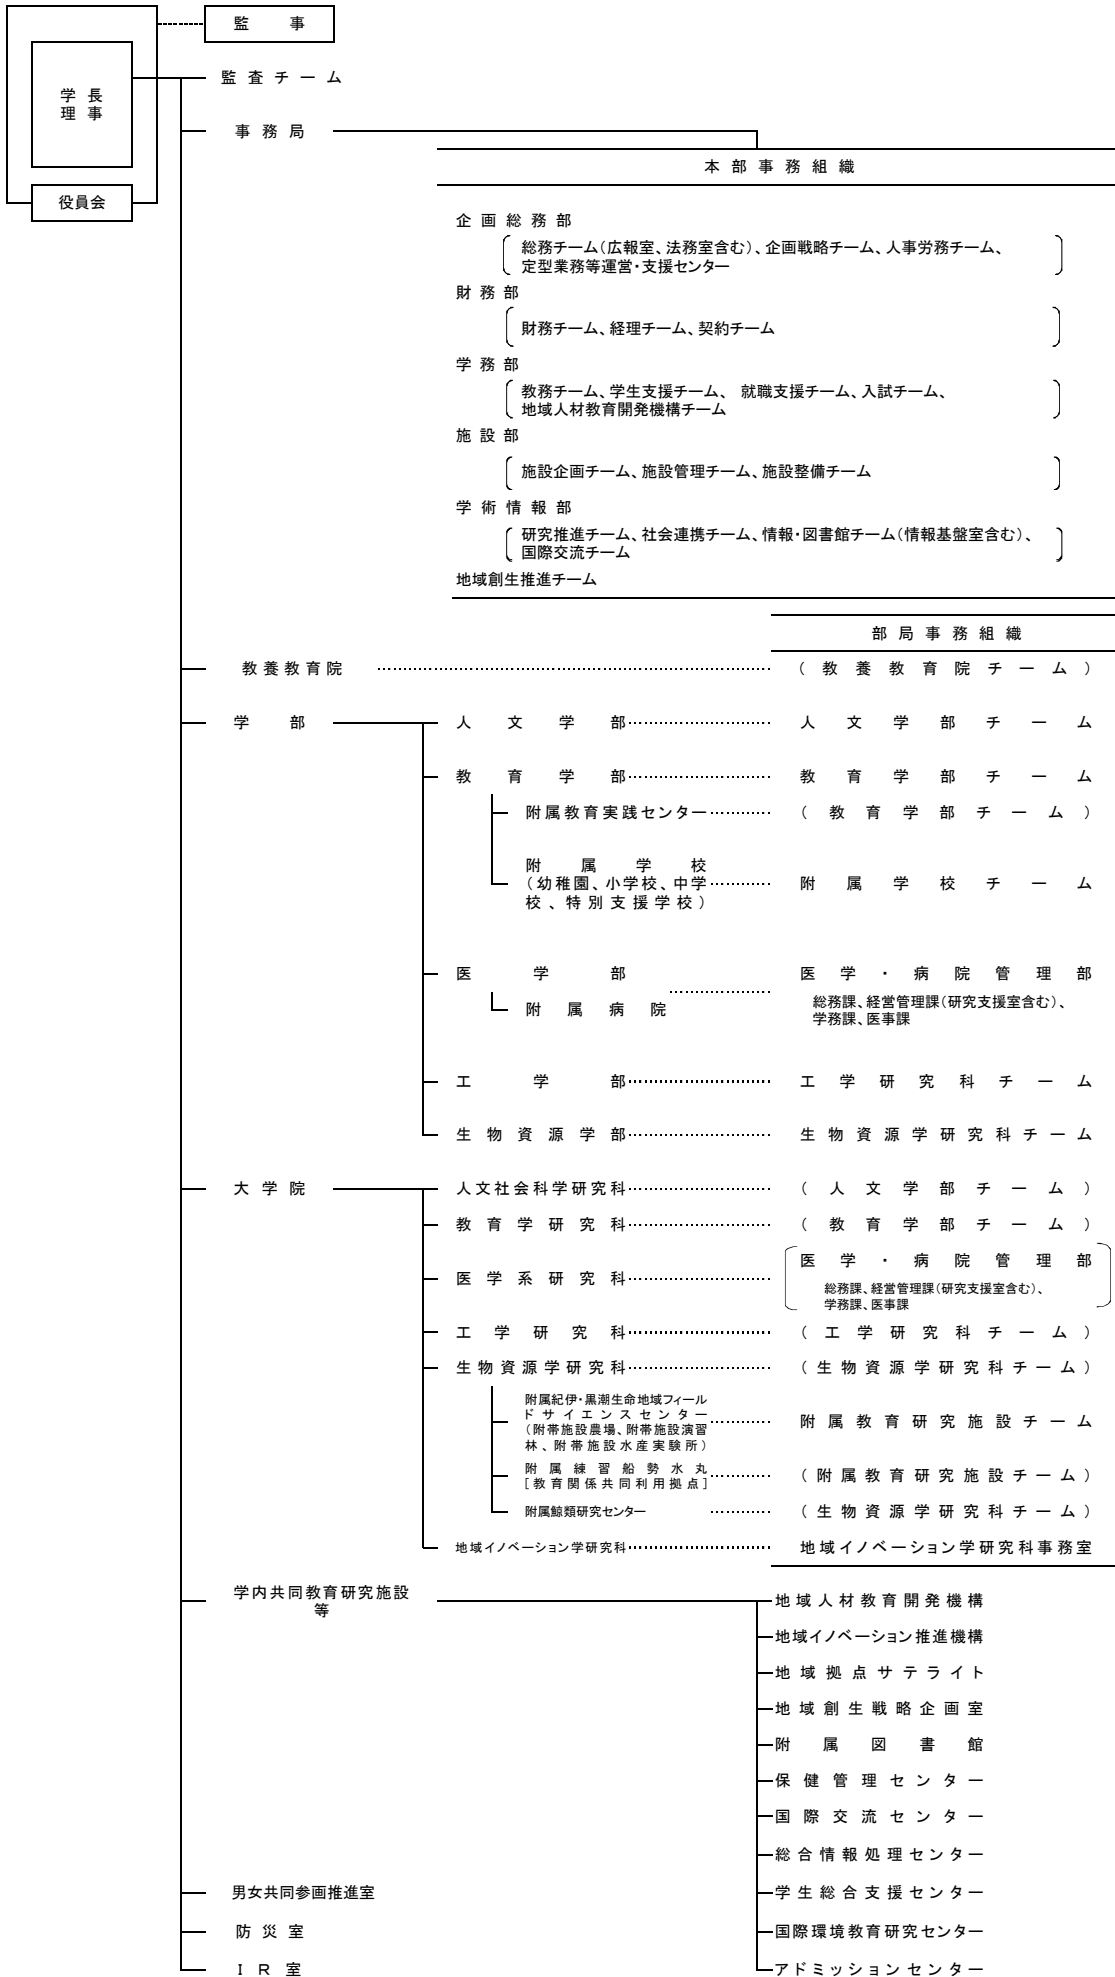 監事
学長
理事
役員会
監査チーム
事務局
本部事務組織
企画総務部
総務チーム（広報室、法務室含む）、企画戦略チーム、人事労務チーム、
定型業務等運営・支援センター
財務部
財務チーム、経理チーム、契約チーム
学務部
教務チーム、学生支援チーム、 就職支援チーム、入試チーム、
地域人材教育開発機構チーム
施設部
施設企画チーム、施設管理チーム、施設整備チーム
学術情報部
研究推進チーム、社会連携チーム、情報・図書館チーム（情報基盤室含む）、
国際交流チーム
地域創生推進チーム
部局事務組織
教養教育院
（教養教育院チーム）
学部
人文学部
人文学部チーム
教育学部
教育学部チーム
附属教育実践センター
（教育学部チーム）
附属学校
（幼稚園、小学校、中学
校、特別支援学校）
附属学校チーム
医学部
医学・病院管理部
附属病院
総務課、経営管理課（研究支援室含む）、
学務課、医事課
工学部
工学研究科チーム
生物資源学部
生物資源学研究科チーム
大学院
人文社会科学研究科
（人文学部チーム）
教育学研究科
（教育学部チーム）
医学系研究科
医学・病院管理部
総務課、経営管理課（研究支援室含む）、
学務課、医事課
工学研究科
（工学研究科チーム）
生物資源学研究科
（生物資源学研究科チーム）
附属紀伊・黒潮生命地域フィール
ドサイエンスセンター
（附帯施設農場、附帯施設演習
林、附帯施設水産実験所）
附属教育研究施設チーム
附属練習船勢水丸
［教育関係共同利用拠点］
（附属教育研究施設チーム）
附属鯨類研究センター
（生物資源学研究科チーム）
地域イノベーション学研究科
地域イノベーション学研究科事務室
学内共同教育研究施設
等
地域人材教育開発機構
地域イノベーション推進機構
地域拠点サテライト
地域創生戦略企画室
附属図書館
保健管理センター
国際交流センター
総合情報処理センター
男女共同参画推進室
学生総合支援センター
防災室
国際環境教育研究センター
ＩＲ室
アドミッションセンター